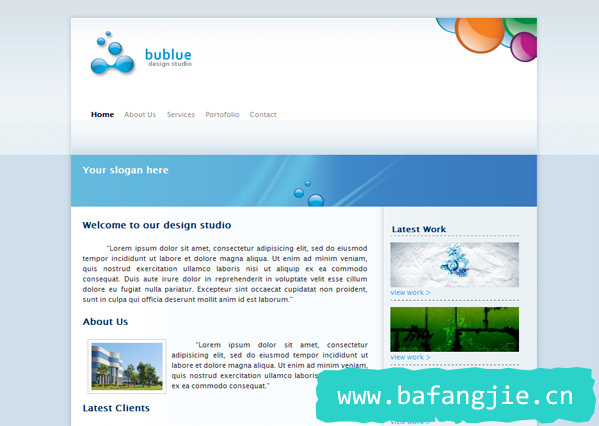 bublue
design studio
Home About Us Services Portofolio Contact
Your slogan here
Welcome to our design studio
"Lorem ipsum dolor sit amet, consectetur adipisicing elit, sed do eiusmod
tempor incididunt ut labore et dolore magna aliqua. Ut enim ad minim veniam,
quis nostrud exercitation ullamco laboris nisi ut aliquip ex ea commodo
consequat. Duis aute irure dolor in reprehenderit in voluptate velit esse cillum
dolore eu fugiat nulla pariatur. Excepteur sint occaecat cupidatat non proident,
sunt in culpa qui officia deserunt mollit anim id est laborum."
About Us
"Lorem ipsum dolor sit amet, consectetur
adipisicing elit, sed do eiusmod tempor incididunt ut
labore et dolore magna aliqua. Ut enim ad minim veniam,
quis nostrud exercitation ullamco laboris
ex ea commodo consequat."
Latest Clients
Latest Work
view work >
view work >
www.bafangjie.cn